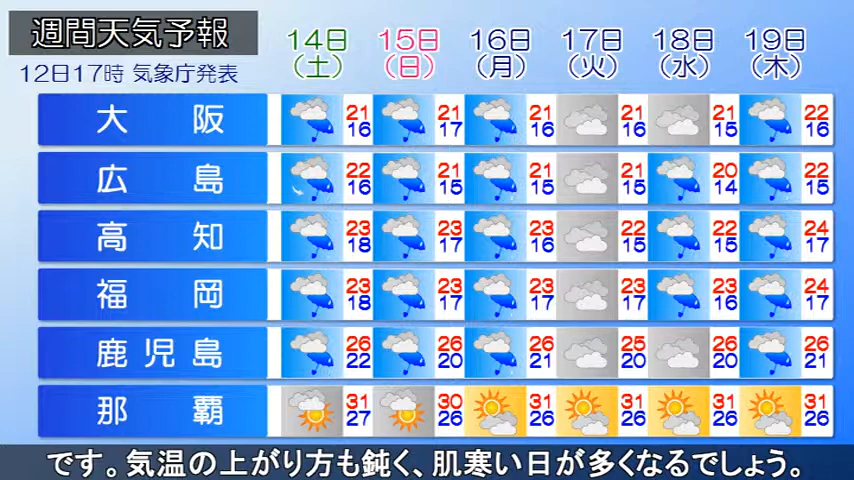 週間天気予報
12日17時 気象庁発表
14日 15日 16日 17日 18日 19日
(土) (日) (月) (火) (水) (木)
大阪 21 16 21 17 21 16 21 16 21 15 22 16
広島 22 16 21 15 21 15 21 15 20 14 22 15
高知 23 18 23 17 23 16 22 15 22 15 24 17
福岡 23 18 23 17 23 17 23 17 23 16 24 17
鹿児島 26 22 26 20 26 21 25 20 26 20 26 21
那覇 31 27 30 26 31 26 31 26 31 26 31 26
です。気温の上がり方も鈍く、肌寒い日が多くなるでしょう。